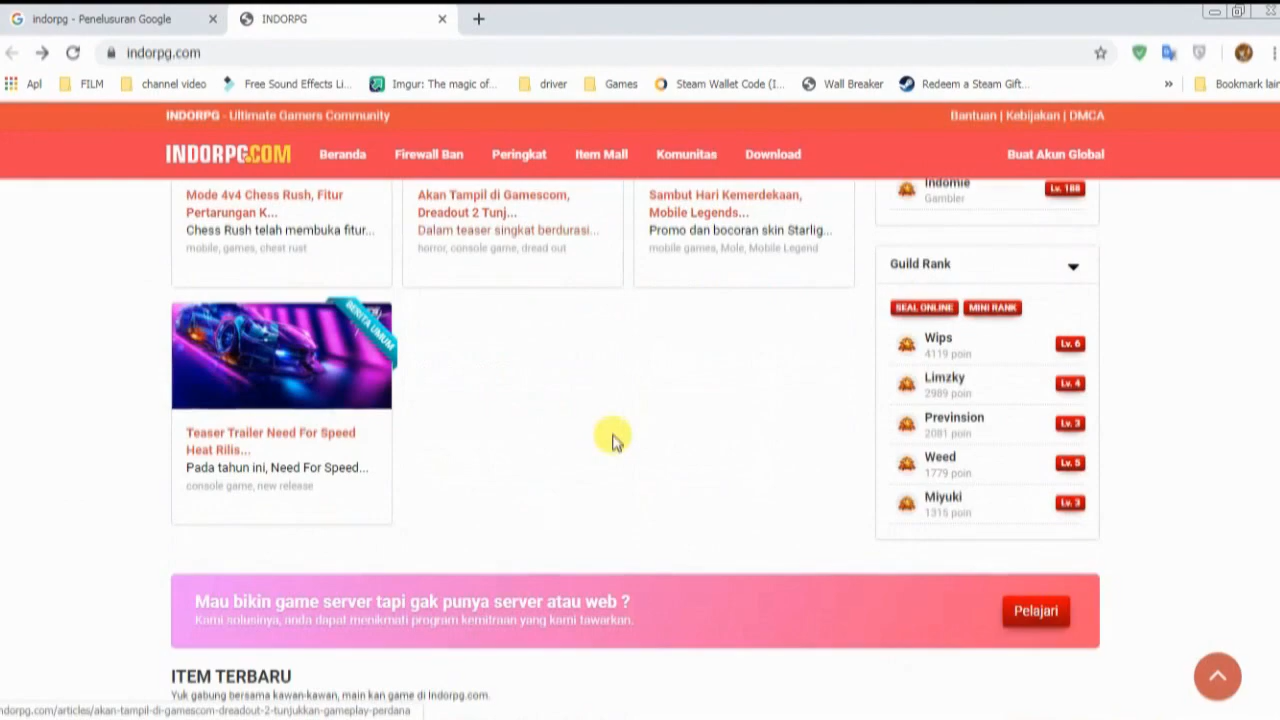 indorpg - Penelusuran Google
INDORPG
indorpg.com
Apl
FILM
channel video
Free Sound Effects Li...
Imgur: The magic of...
driver
Games
Steam Wallet Code (I...
Wall Breaker
Redeem a Steam Gift...
»
Bookmark lain
INDORPG - Ultimate Gamers Community
Bantuan | Kebijakan | DMCA
INDORPG.COM
Beranda
Firewall Ban
Peringkat
Item Mall
Komunitas
Download
Buat Akun Global
Mode 4v4 Chess Rush, Fitur
Pertarungan K...
Chess Rush telah membuka fitur...
mobile, games, chest rust
Akan Tampil di Gamescom,
Dreadout 2 Tunj...
Dalam teaser singkat berdurasi...
horror, console game, dread out
Sambut Hari Kemerdekaan,
Mobile Legends...
Promo dan bocoran skin Starlig...
mobile games, Mole, Mobile Legend
Indomie
Gambler
Lv. 188
BERITA UMUM
Teaser Trailer Need For Speed
Heat Rilis...
Pada tahun ini, Need For Speed...
console game, new release
Guild Rank
SEAL ONLINE
MINI RANK
Wips
4119 poin
Lv. 6
Limzky
2989 poin
Lv. 4
Previnsion
2081 poin
Lv. 3
Weed
1779 poin
Lv. 5
Miyuki
1315 poin
Lv. 3
Mau bikin game server tapi gak punya server atau web ?
Kami solusinya, anda dapat menikmati program kemitraan yang kami tawarkan.
Pelajari
ITEM TERBARU
Yuk gabung bersama kawan-kawan, main kan game di Indorpg.com.
ndorpg.com/articles/akan-tampil-di-gamescom-dreadout-2-tunjukkan-gameplay-perdana